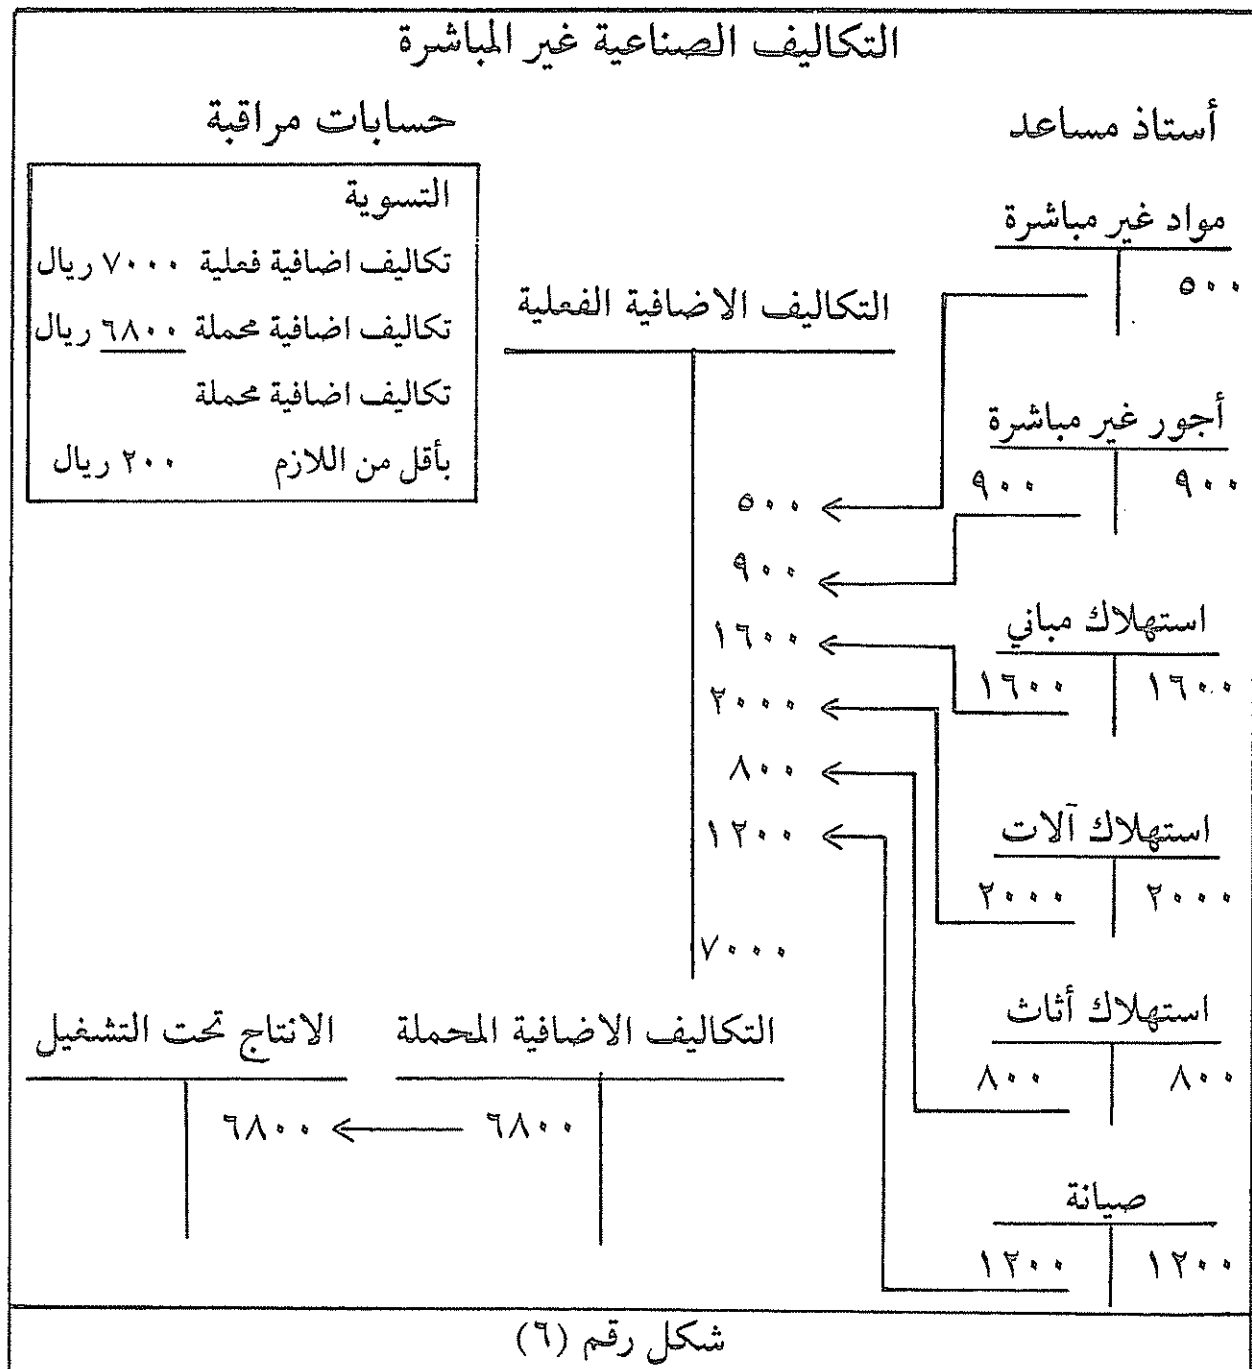 التكاليف الصناعية غير المباشرة
أستاذ مساعد
حسابات مراقبة
مواد غير مباشرة
٥٠٠
أجور غير مباشرة
٩٠٠ ٩٠٠
استهلاك مباني
١٦٠٠ ١٦٠٠
استهلاك آلات
٢٠٠٠ ٢٠٠٠
استهلاك أثاث
٨٠٠ ٨٠٠
صيانة
١٢٠٠ ١٢٠٠
التكاليف الاضافية الفعلية
٥٠٠
٩٠٠
١٦٠٠
٢٠٠٠
٨٠٠
١٢٠٠
٧٠٠٠
التسوية
تكاليف اضافية فعلية ٧٠٠٠ ريال
تكاليف اضافية محملة ٦٨٠٠ ريال
تكاليف اضافية محملة
بأقل من اللازم ٢٠٠ ريال
التكاليف الاضافية المحملة
٦٨٠٠
الانتاج تحت التشغيل
٦٨٠٠
شكل رقم (٦)